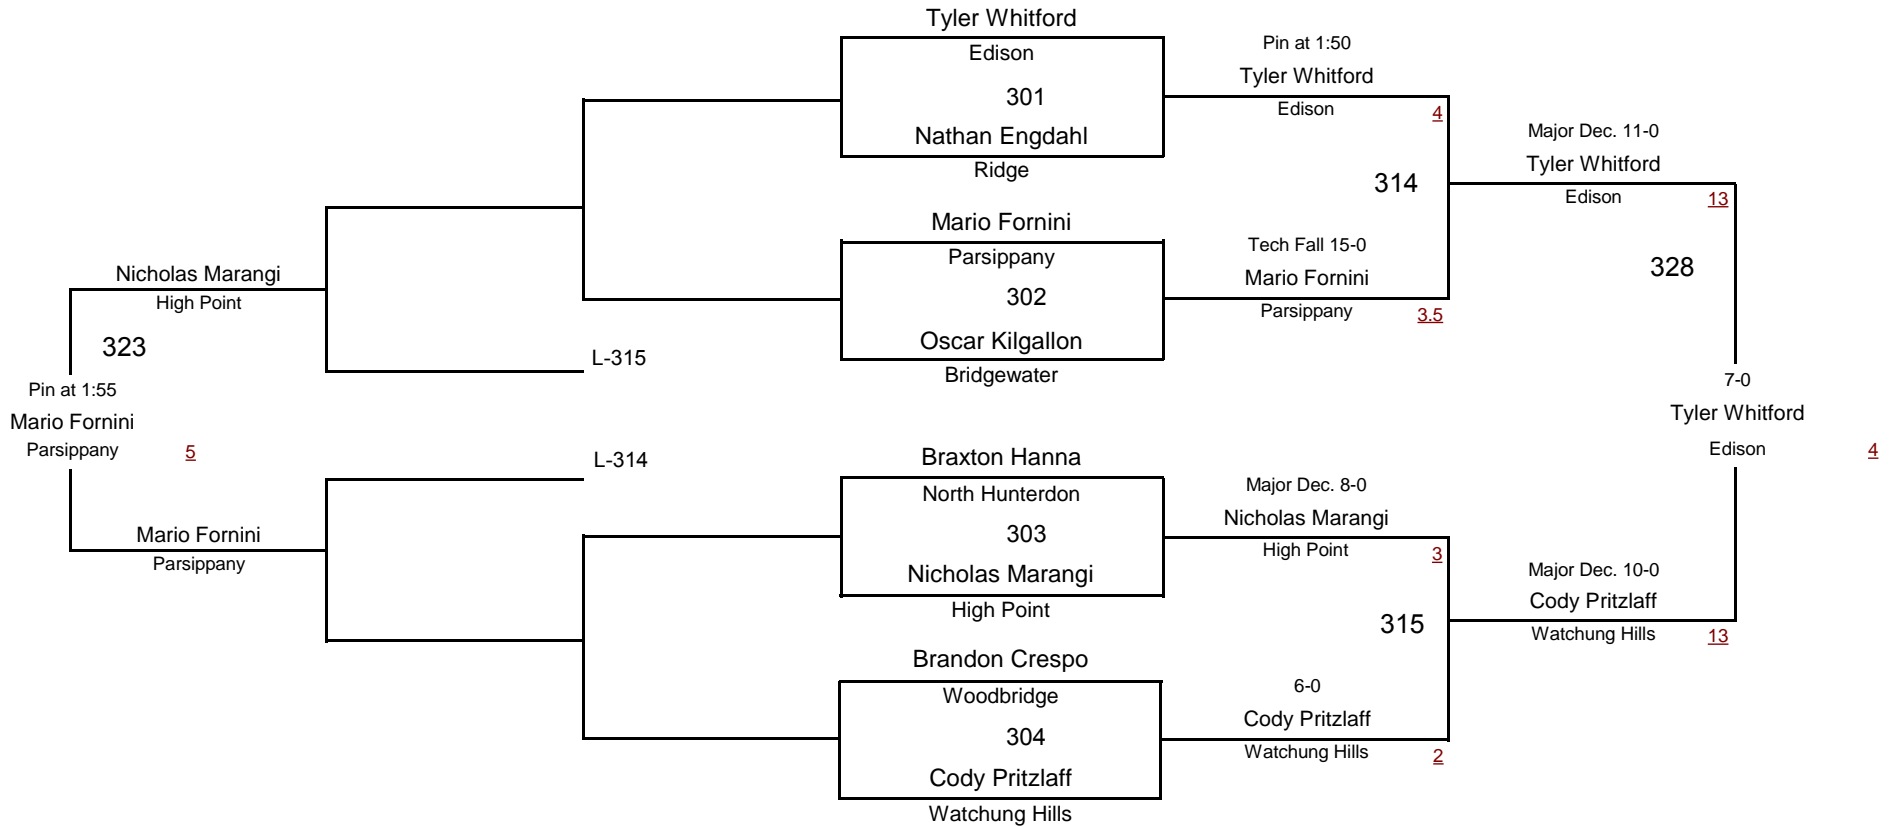 Tyler Whitford
Edison
301
Nathan Engdahl
Ridge
Pin at 1:50
Tyler Whitford
Edison
4
314
Major Dec. 11-0
Tyler Whitford
Edison
13
Mario Fornini
Parsippany
302
Oscar Kilgallon
Bridgewater
Tech Fall 15-0
Mario Fornini
Parsippany
3.5
328
Nicholas Marangi
High Point
323
L-315
Pin at 1:55
Mario Fornini
Parsippany
5
7-0
Tyler Whitford
Edison
4
L-314
Mario Fornini
Parsippany
Braxton Hanna
North Hunterdon
303
Nicholas Marangi
High Point
Major Dec. 8-0
Nicholas Marangi
High Point
3
315
Major Dec. 10-0
Cody Pritzlaff
Watchung Hills
13
Brandon Crespo
Woodbridge
304
Cody Pritzlaff
Watchung Hills
6-0
Cody Pritzlaff
Watchung Hills
2